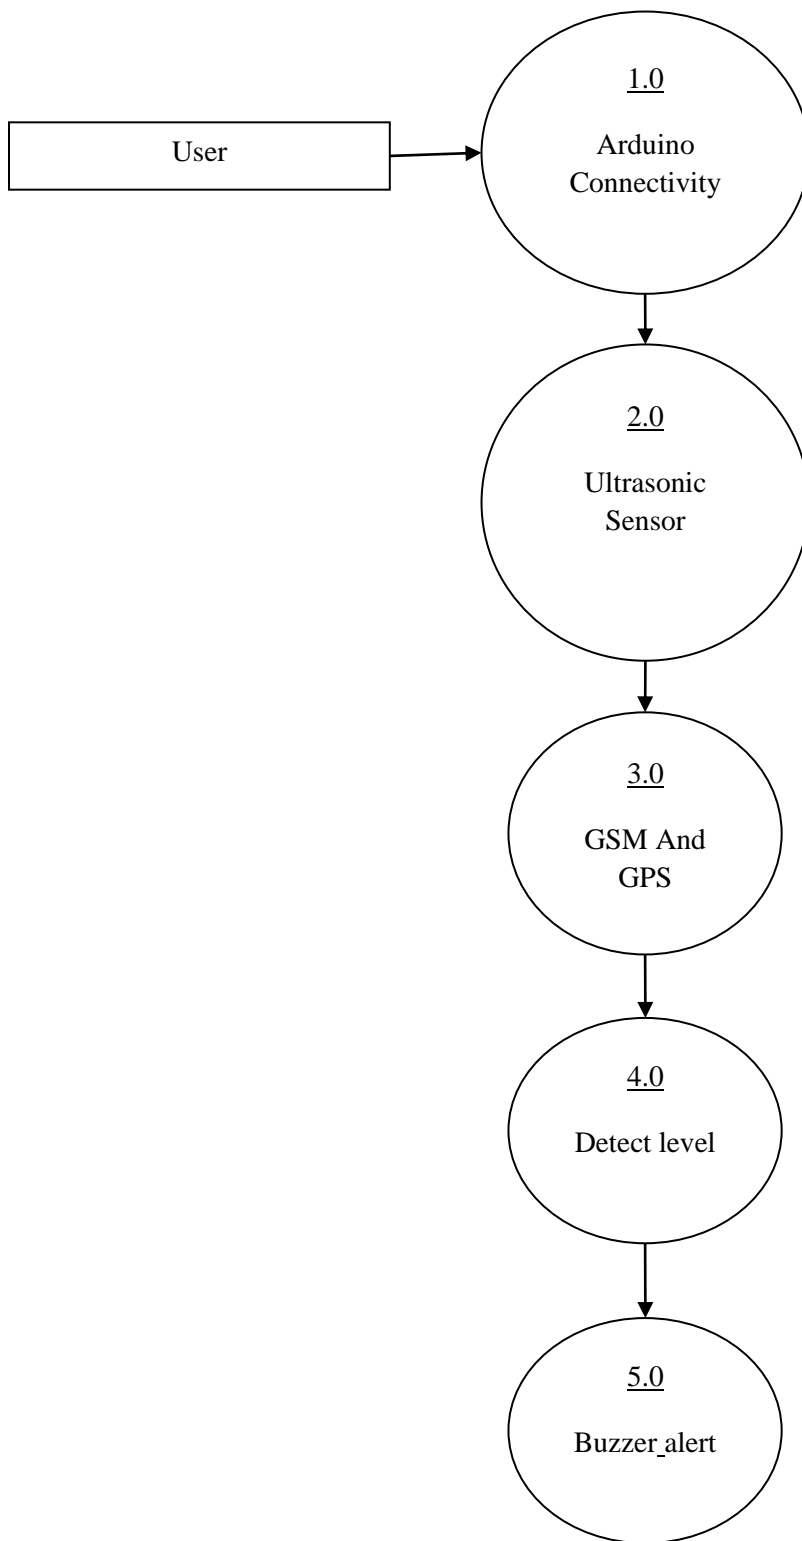 User
1.0
Arduino
Connectivity
2.0
Ultrasonic
Sensor
3.0
GSM And
GPS
4.0
Detect level
5.0
Buzzer alert